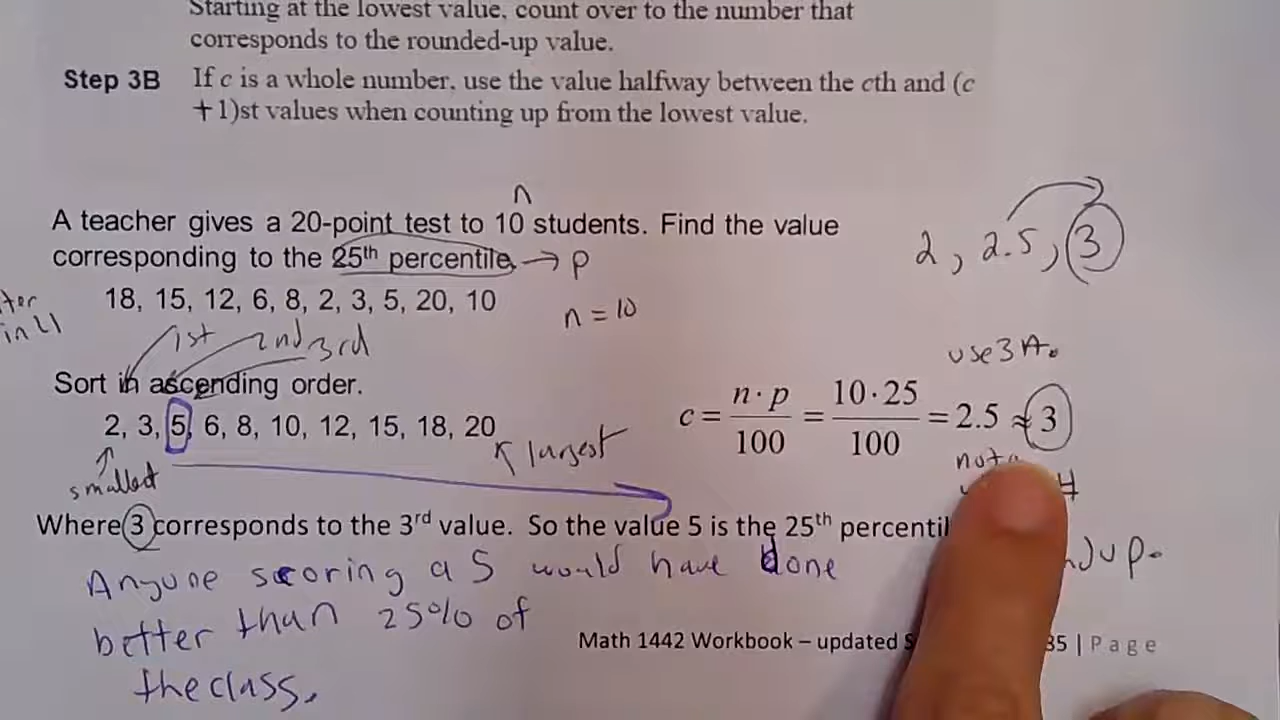 Starting at the lowest value, count over to the number that
corresponds to the rounded-up value.
Step 3B If c is a whole number, use the value halfway between the cth and (c
+ 1)st values when counting up from the lowest value.
n
A teacher gives a 20-point test to 10 students. Find the value
corresponding to the 25th percentile. → p
2, 2.5, 3
18, 15, 12, 6, 8, 2, 3, 5, 20, 10
n = 10
in L1
1st 2nd 3rd
use 3A.
Sort in ascending order.
c = n · p / 100 = 10 · 25 / 100 = 2.5 ≈ 3
2, 3, 5, 6, 8, 10, 12, 15, 18, 20
largest
smallest
Where 3 corresponds to the 3rd value. So the value 5 is the 25th
up.
Anyone scoring a 5 would have done
better than 25% of
the class.
Math 1442 Workbook – updated
35 | Page